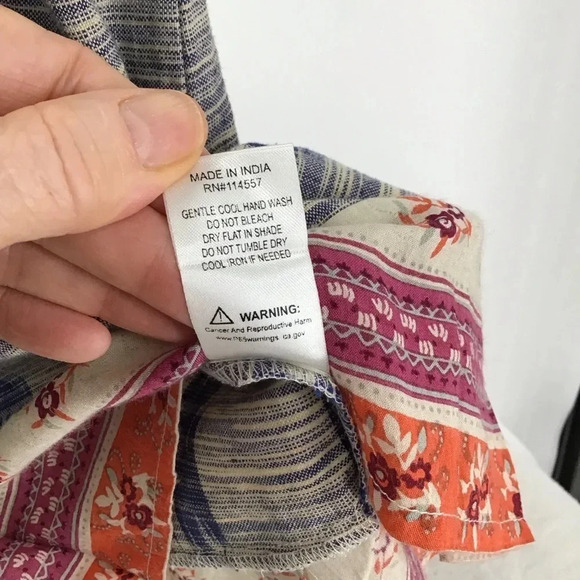 MADE IN INDIA
RN#114557
GENTLE COOL HAND WASH
DO NOT BLEACH
DRY FLAT IN SHADE
DO NOT TUMBLE DRY
COOL IRON IF NEEDED
WARNING:
Cancer And Reproductive Harm
www.P65warnings.ca.gov